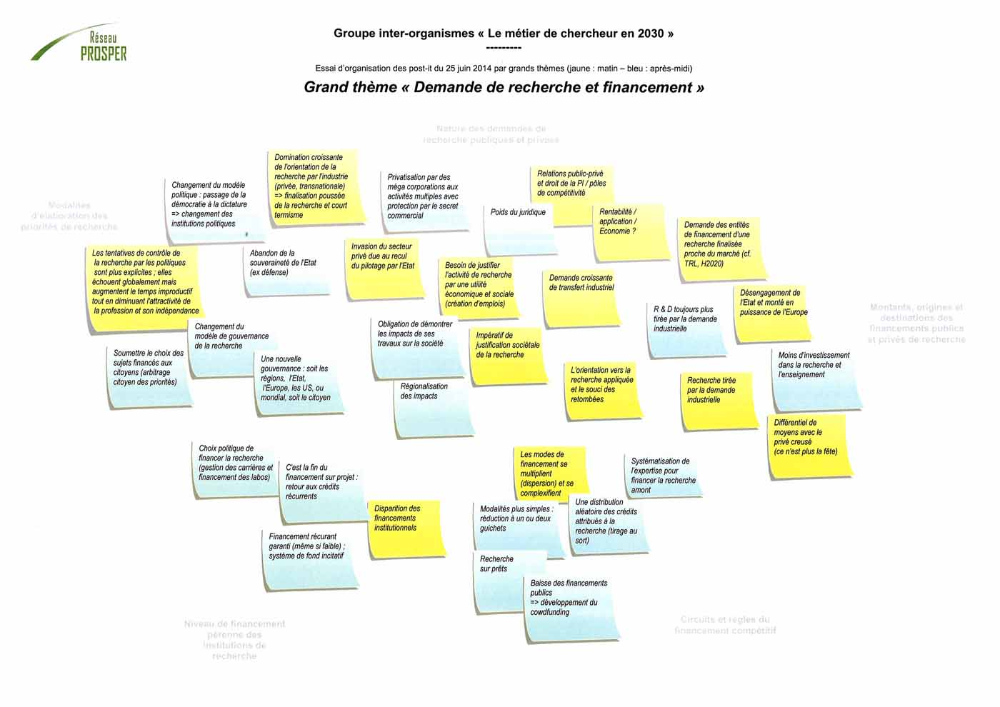 Réseau
PROSPER
Groupe inter-organismes « Le métier de chercheur en 2030 »
---------
Essai d'organisation des post-it du 25 juin 2014 par grands thèmes (jaune : matin – bleu : après-midi)
Grand thème « Demande de recherche et financement »
Nature des demandes de
recherche publiques et privées
Modalités
d'élaboration des
priorités de recherche
Changement du modèle
politique : passage de la
démocratie à la dictature
=> changement des
institutions politiques
Domination croissante
de l'orientation de la
recherche par l'industrie
(privée, transnationale)
=> finalisation poussée
de la recherche et court
termisme
Privatisation par des
méga corporations aux
activités multiples avec
protection par le secret
commercial
Relations public-privé
et droit de la PI / pôles
de compétitivité
Poids du juridique
Rentabilité /
application /
Economie ?
Demande des entités
de financement d'une
recherche finalisée
proche du marché (cf.
TRL, H2020)
Les tentatives de contrôle de
la recherche par les politiques
sont plus explicites ; elles
échouent globalement mais
augmentent le temps improductif
tout en diminuant l'attractivité de
la profession et son indépendance
Abandon de la
souveraineté de l'Etat
(ex défense)
Invasion du secteur
privé due au recul
du pilotage par l'Etat
Besoin de justifier
l'activité de recherche
par une utilité
économique et sociale
(création d'emplois)
Demande croissante
de transfert industriel
Désengagement de
l'Etat et monté en
puissance de l'Europe
R & D toujours plus
tirée par la demande
industrielle
Montants, origines et
destinations des
financements publics
et privés de recherche
Changement du
modèle de gouvernance
de la recherche
Obligation de démontrer
les impacts de ses
travaux sur la société
Impératif de
justification sociétale
de la recherche
Soumettre le choix des
sujets financés aux
citoyens (arbitrage
citoyen des priorités)
Une nouvelle
gouvernance : soit les
régions, l'Etat,
l'Europe, les US, ou
mondial, soit le citoyen
Régionalisation
des impacts
L'orientation vers la
recherche appliquée
et le souci des
retombées
Recherche tirée
par la demande
industrielle
Moins d'investissement
dans la recherche et
l'enseignement
Différentiel de
moyens avec le
privé creusé
(ce n'est plus la fête)
Choix politique de
financer la recherche
(gestion des carrières et
financement des labos)
C'est la fin du
financement sur projet :
retour aux crédits
récurrents
Disparition des
financements
institutionnels
Financement récurant
garanti (même si faible) ;
système de fond incitatif
Les modes de
financement se
multiplient
(dispersion) et se
complexifient
Systématisation de
l'expertise pour
financer la recherche
amont
Modalités plus simples :
réduction à un ou deux
guichets
Une distribution
aléatoire des crédits
attribués à la
recherche (tirage au
sort)
Recherche
sur prêts
Baisse des financements
publics
=> développement du
cowdfunding
Niveau de financement
pérenne des
institutions de
recherche
Circuits et règles du
financement compétitif